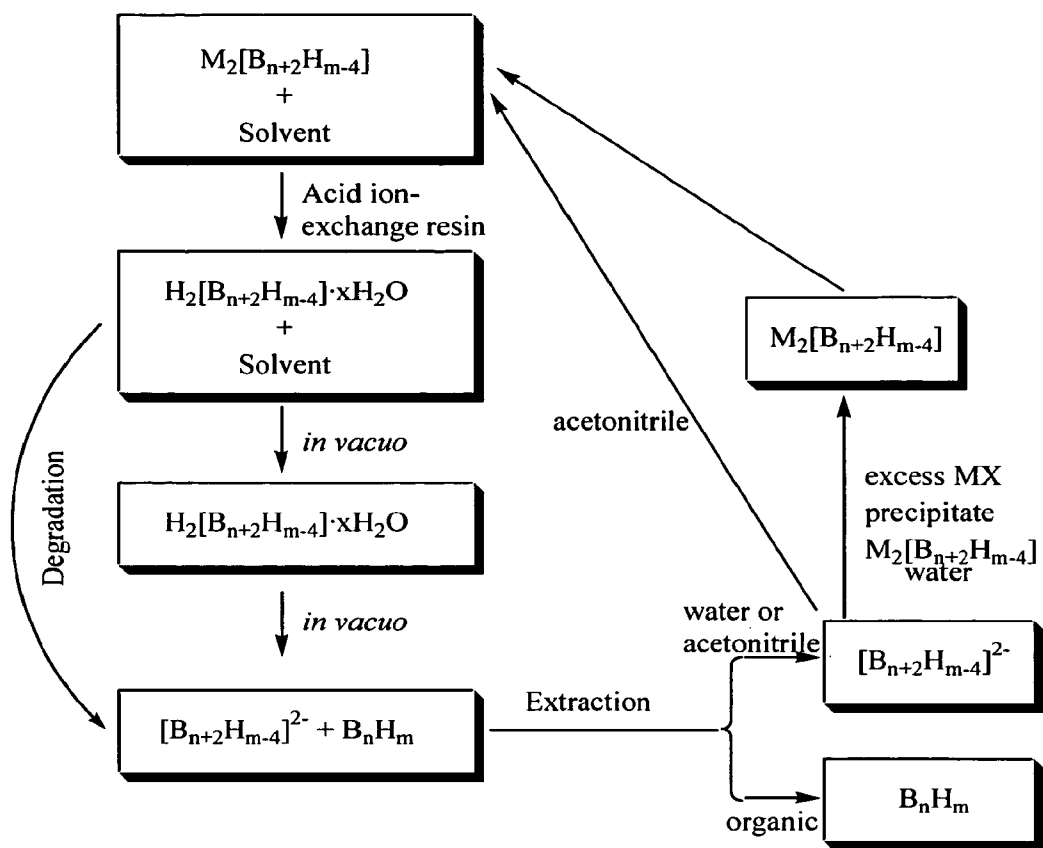 M₂[Bₙ₊₂Hₘ₋₄]
+
Solvent
Acid ion-
exchange resin
H₂[Bₙ₊₂Hₘ₋₄]·xH₂O
+
Solvent
in vacuo
H₂[Bₙ₊₂Hₘ₋₄]·xH₂O
in vacuo
Degradation
[Bₙ₊₂Hₘ₋₄]²⁻ + BₙHₘ
Extraction
water or
acetonitrile
organic
[Bₙ₊₂Hₘ₋₄]²⁻
BₙHₘ
acetonitrile
excess MX
precipitate
M₂[Bₙ₊₂Hₘ₋₄]
water
M₂[Bₙ₊₂Hₘ₋₄]